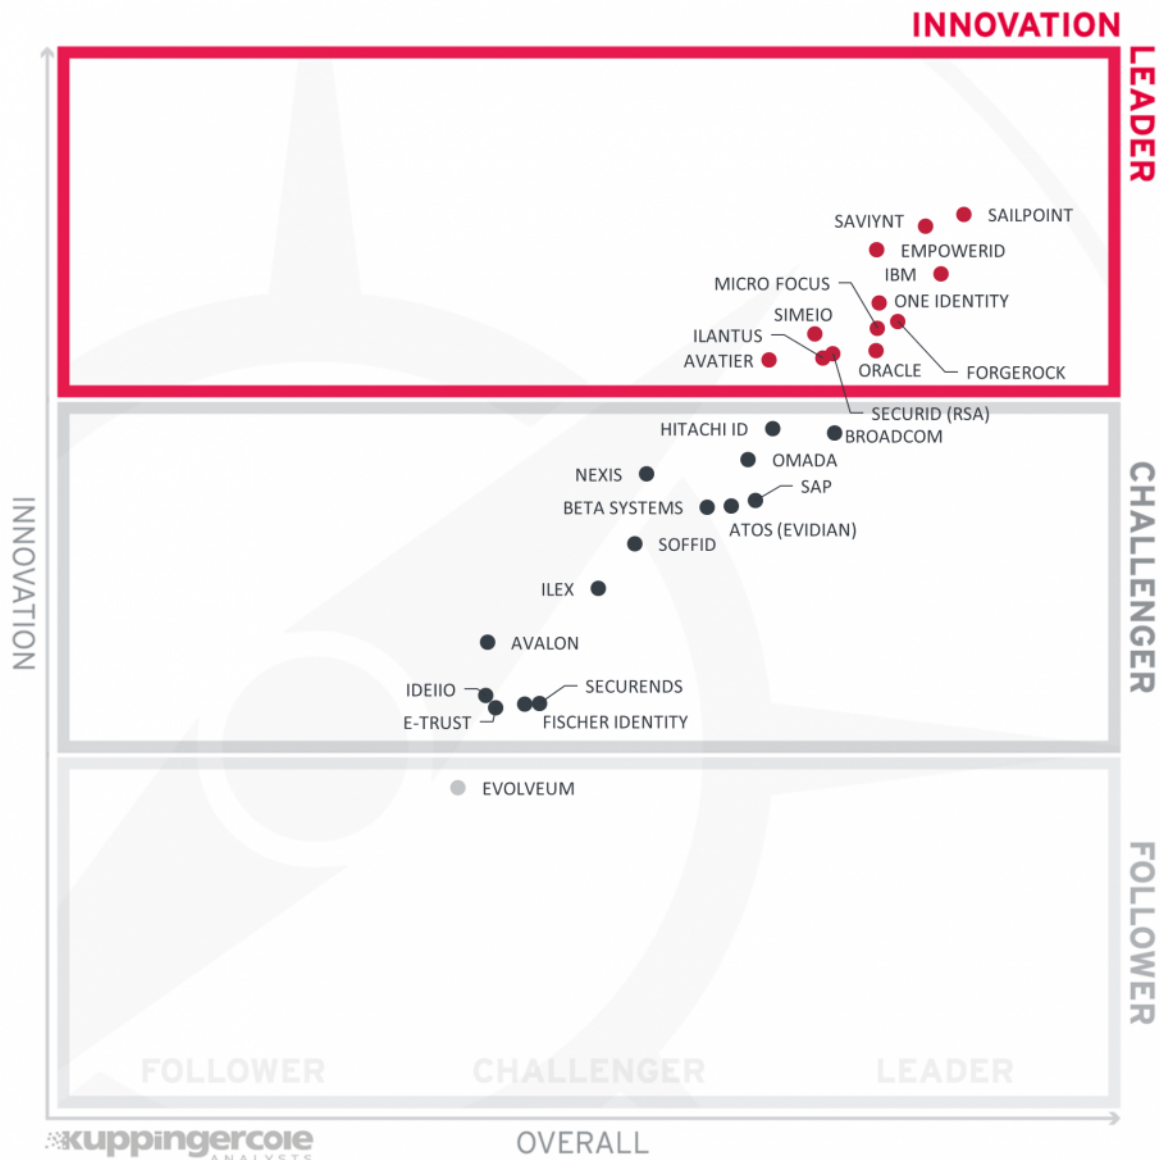 INNOVATION
LEADER
SAILPOINT
SAVIYNT
EMPOWERID
IBM
MICRO FOCUS
ONE IDENTITY
SIMEIO
ILANTUS
AVATIER
ORACLE
FORGEROCK
SECURID (RSA)
HITACHI ID
BROADCOM
OMADA
NEXIS
SAP
BETA SYSTEMS
ATOS (EVIDIAN)
SOFFID
ILEX
AVALON
IDEIIO
SECURENDS
E-TRUST
FISCHER IDENTITY
CHALLENGER
INNOVATION
EVOLVEUM
FOLLOWER
FOLLOWER
CHALLENGER
LEADER
kuppingercole
ANALYSTS
OVERALL